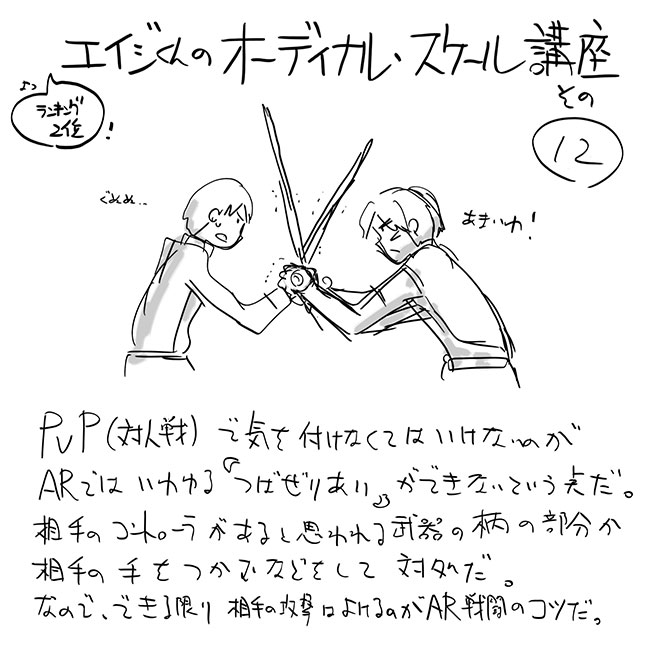 エイジくんのオーディカル・スケール講座
よっ
ランキング
2位
!
その
12
ぐぬぬ…
あまいわ!
PvP(対人戦)で気を付けなくてはいけないのが
ARではいわゆる『つばぜりあい』ができないという点だ。
相手のコントローラがあると思われる武器の柄の部分か
相手の手をつかむなどをして対処だ。
なので、できる限り相手の攻撃はよけるのがAR戦闘のコツだ。